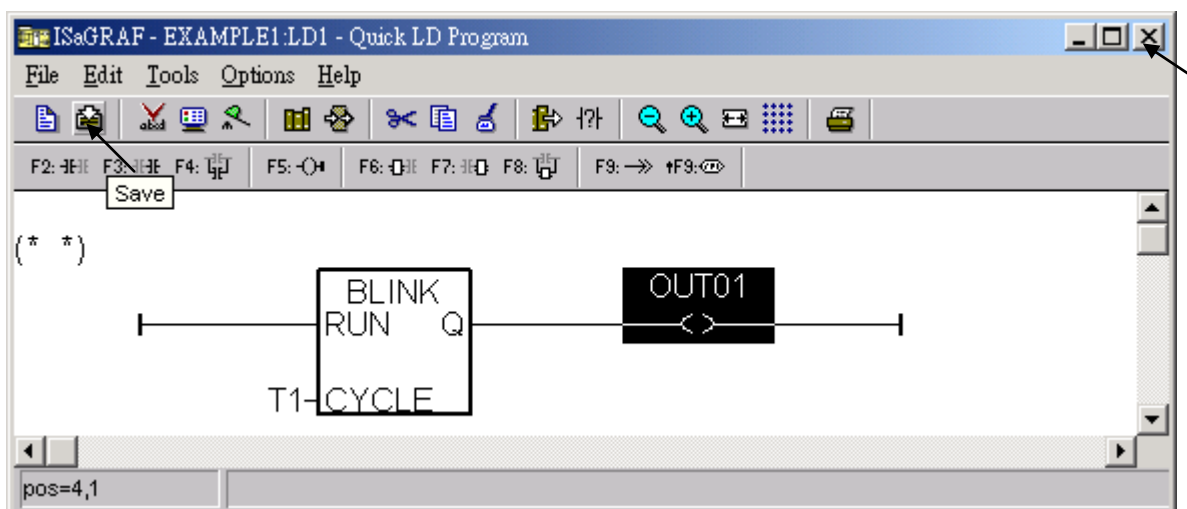 ISaGRAF - EXAMPLE1:LD1 - Quick LD Program
File Edit Tools Options Help
F2: F3: F4: F5: F6: F7: F8: F9: F9:
Save
(* *)
BLINK
RUN Q
T1 CYCLE
OUT01
pos=4,1